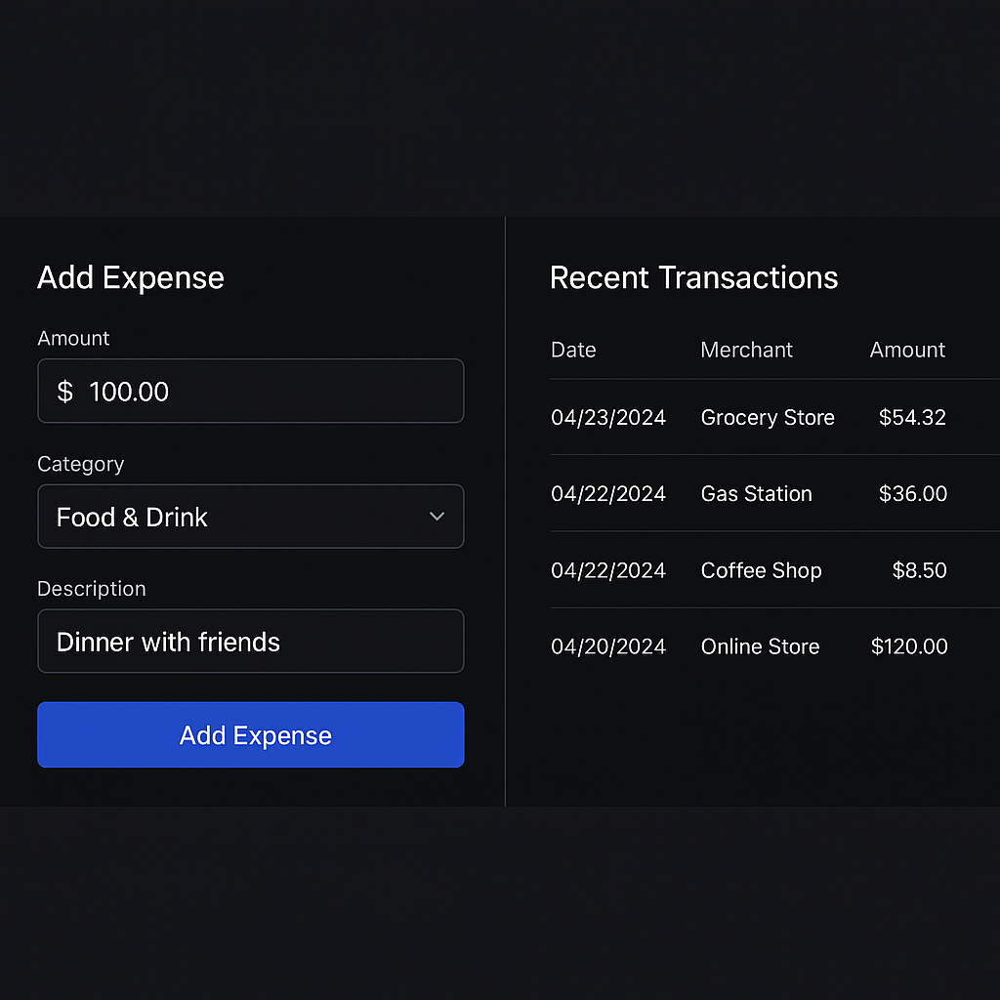 Add Expense
Amount
$ 100.00
Category
Food & Drink
Description
Dinner with friends
Add Expense
Recent Transactions
Date Merchant Amount
04/23/2024 Grocery Store $54.32
04/22/2024 Gas Station $36.00
04/22/2024 Coffee Shop $8.50
04/20/2024 Online Store $120.00